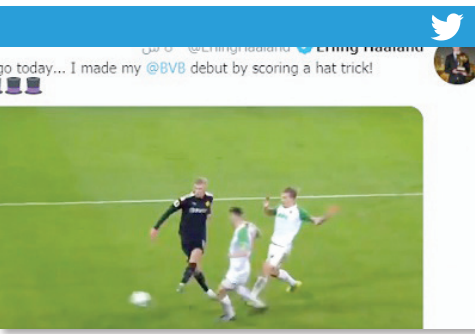 @ErlingHaaland Erling Haaland
go today... I made my @BVB debut by scoring a hat trick!